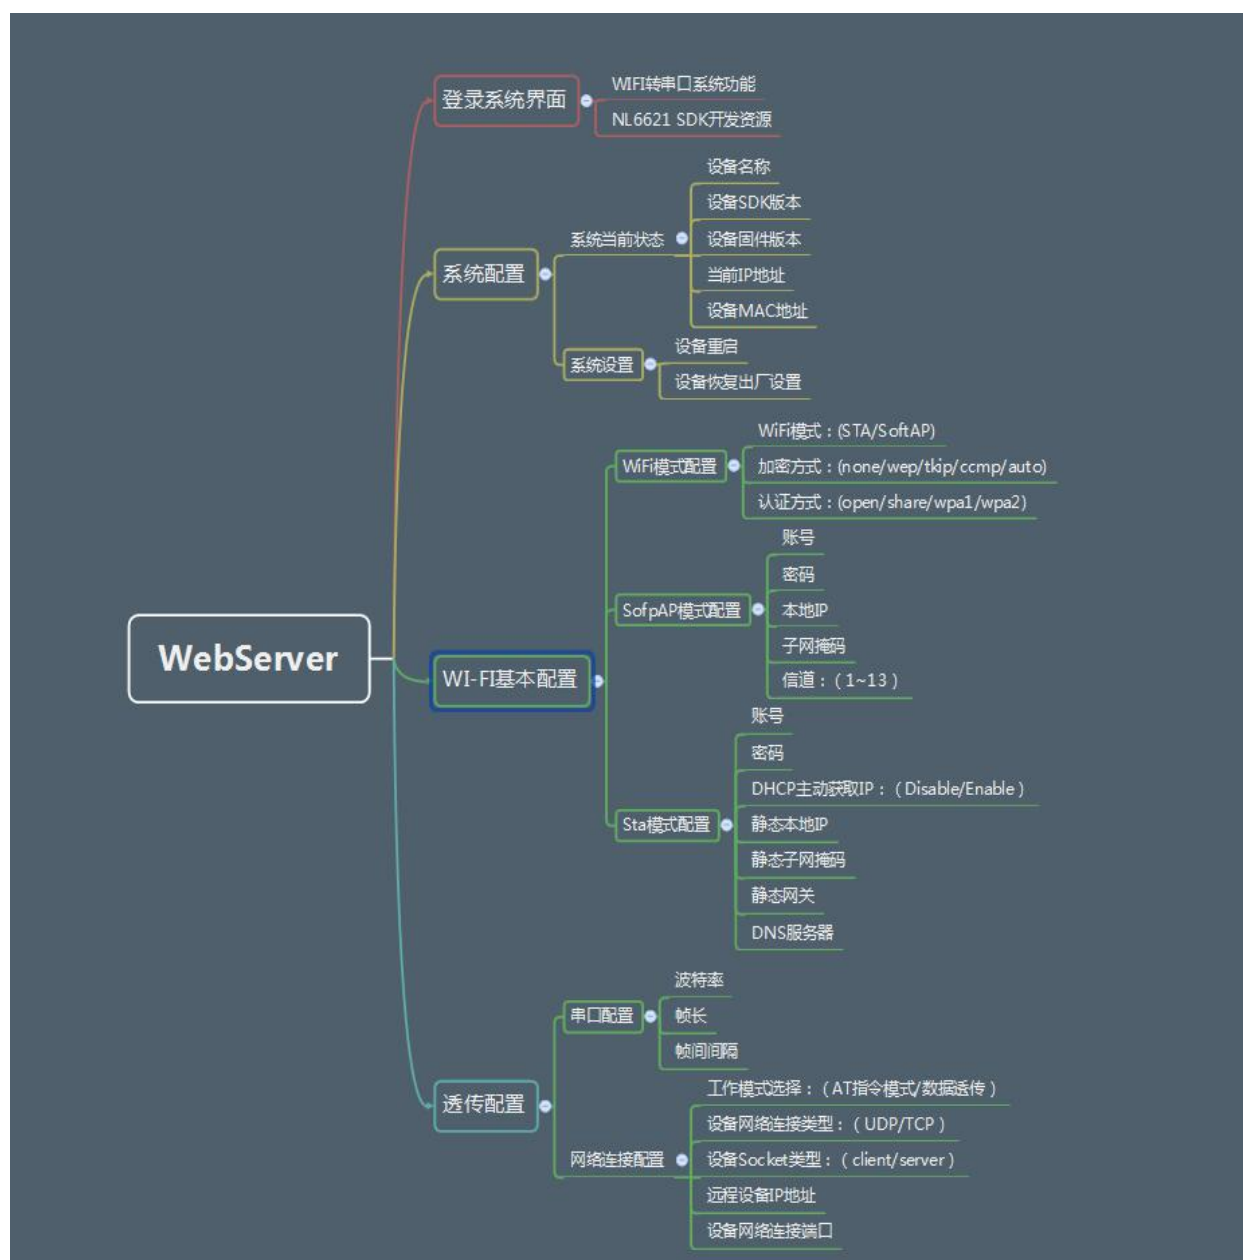 WebServer
登录系统界面
WIFI转串口系统功能
NL6621 SDK开发资源
系统配置
系统当前状态
设备名称
设备SDK版本
设备固件版本
当前IP地址
设备MAC地址
系统设置
设备重启
设备恢复出厂设置
WI-FI基本配置
WiFi模式配置
WiFi模式：(STA/SoftAP)
加密方式：(none/wep/tkip/ccmp/auto)
认证方式：(open/share/wpa1/wpa2)
SofpAP模式配置
账号
密码
本地IP
子网掩码
信道：（1~13）
Sta模式配置
账号
密码
DHCP主动获取IP：（Disable/Enable）
静态本地IP
静态子网掩码
静态网关
DNS服务器
透传配置
串口配置
波特率
帧长
帧间间隔
网络连接配置
工作模式选择：（AT指令模式/数据透传）
设备网络连接类型：（UDP/TCP）
设备Socket类型：（client/server）
远程设备IP地址
设备网络连接端口